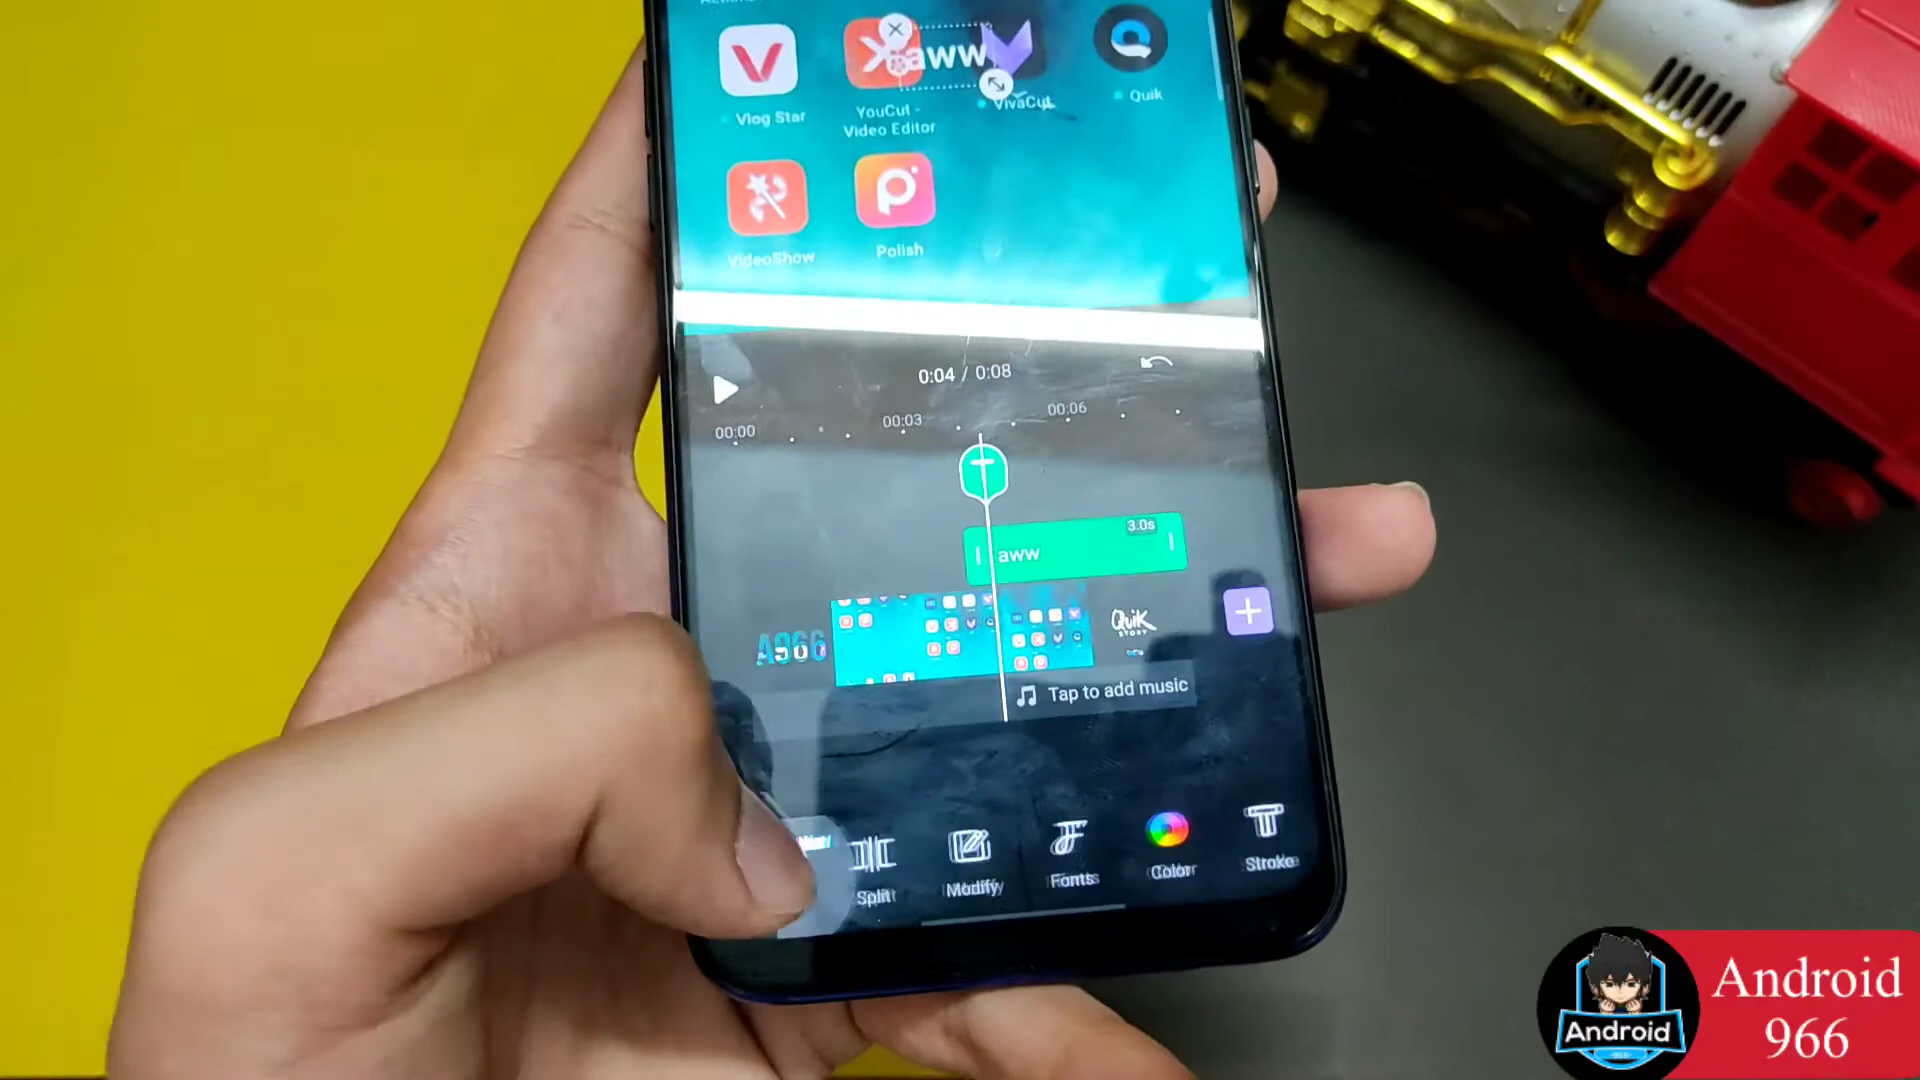 aww
Vlog Star
YouCut -
Video Editor
VivaCut
Quik
VideoShow
Polish
0:04 / 0:08
00:00
00:03
00:06
3.0s
aww
A966
QuiK
STORY
Tap to add music
Split
Modify
Fonts
Color
Stroke
Android
Android
966